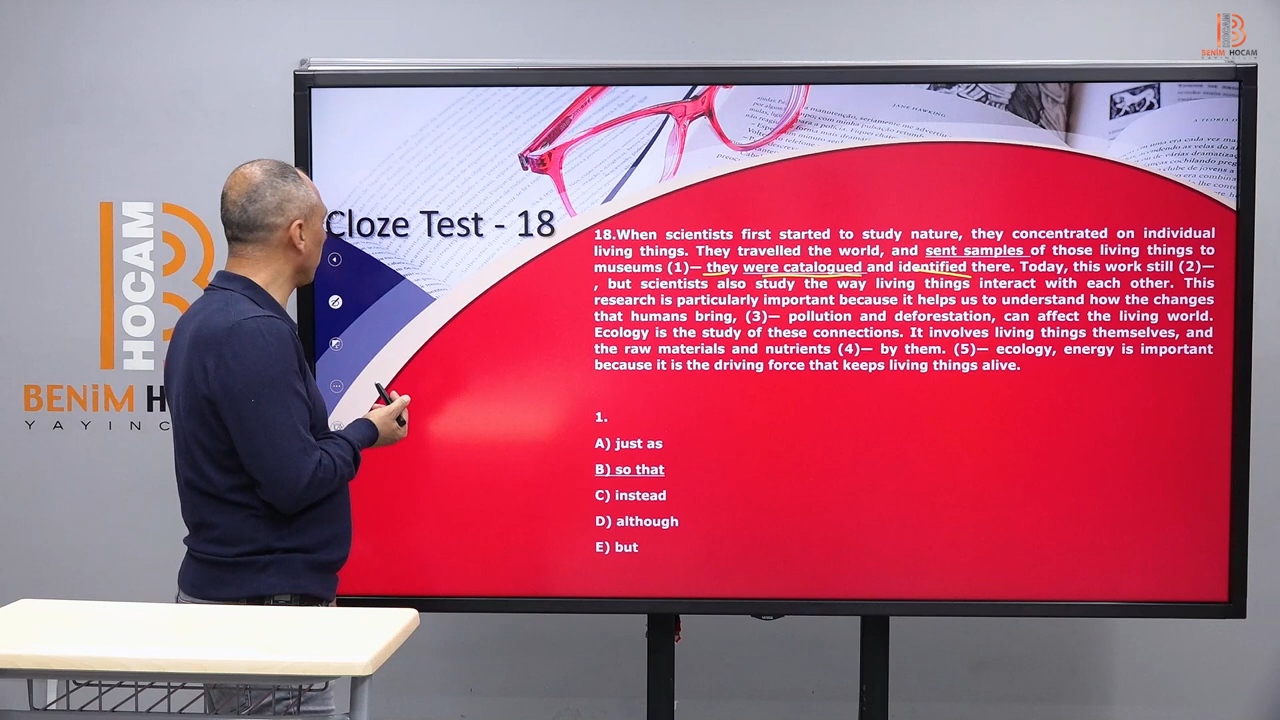 BENİM HOCAM
YAYINCILIK
JANE HAWKING
A TEORIA
HOCAM
BENİM H
YAYINC
Cloze Test - 18
18.When scientists first started to study nature, they concentrated on individual
living things. They travelled the world, and sent samples of those living things to
museums (1)— they were catalogued and identified there. Today, this work still (2)—
, but scientists also study the way living things interact with each other. This
research is particularly important because it helps us to understand how the changes
that humans bring, (3)— pollution and deforestation, can affect the living world.
Ecology is the study of these connections. It involves living things themselves, and
the raw materials and nutrients (4)— by them. (5)— ecology, energy is important
because it is the driving force that keeps living things alive.
1.
A) just as
B) so that
C) instead
D) although
E) but